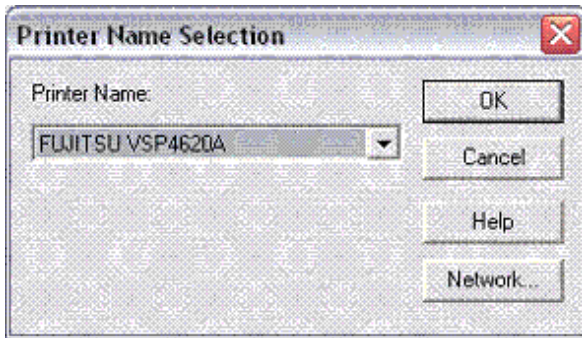 Printer Name Selection
Printer Name:
FUJITSU VSP4620A
OK
Cancel
Help
Network...